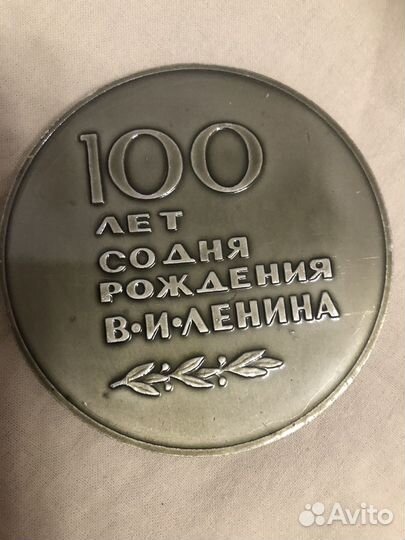 100
ЛЕТ
СО ДНЯ
РОЖДЕНИЯ
В•И•ЛЕНИНА
Avito